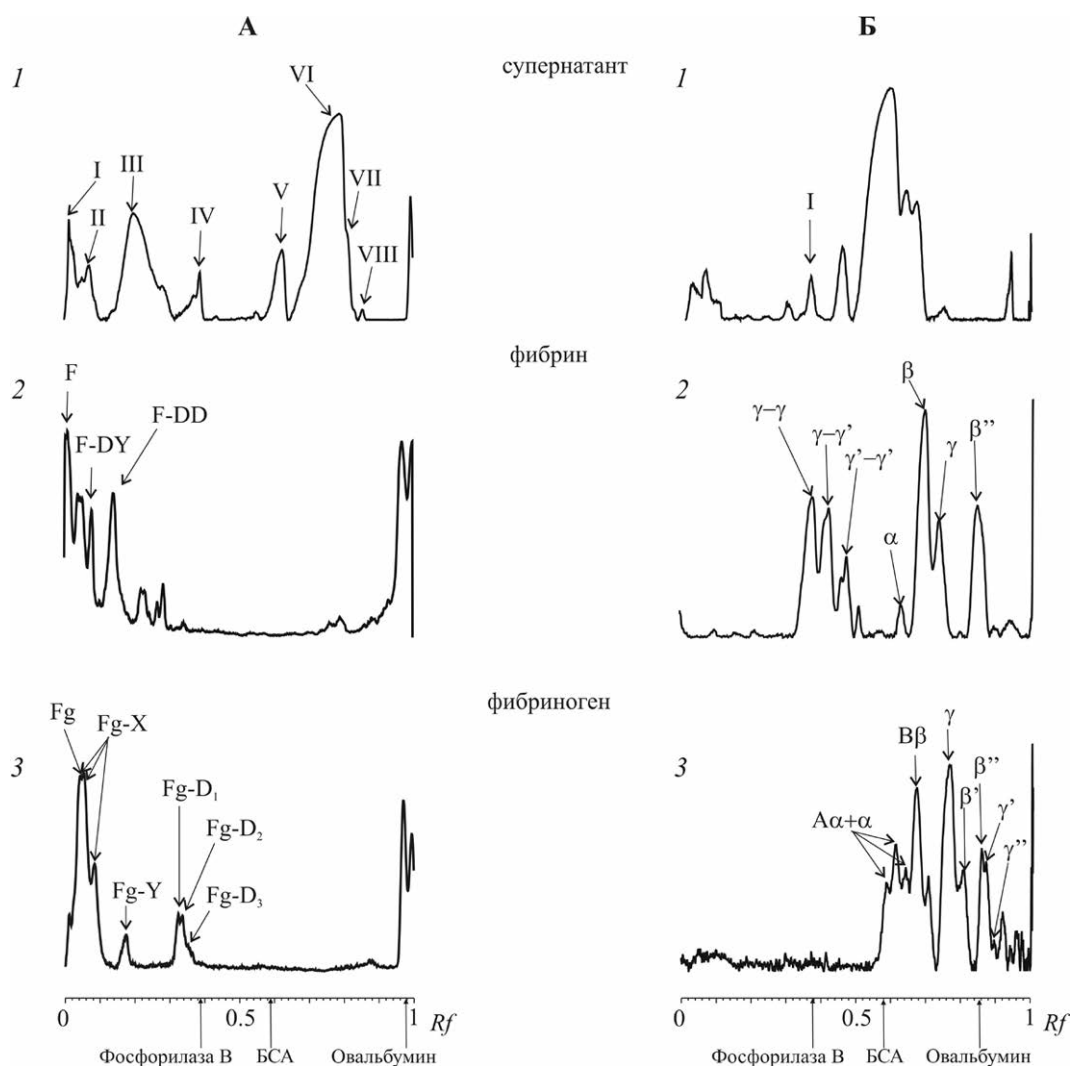 А Б
супернатант
1 1
VI
I III V VII
II IV VIII
I
фибрин
2 2
F
F-DY
F-DD
γ–γ
γ–γ’
γ’–γ’
α
β
γ
β’’
фибриноген
3 3
Fg
Fg-X
Fg-Y
Fg-D1
Fg-D2
Fg-D3
Aα+α
Bβ
γ
β’
β’’
γ’
γ’’
0 0.5 1 Rf
Фосфорилаза В БСА Овальбумин
0 0.5 1 Rf
Фосфорилаза В БСА Овальбумин